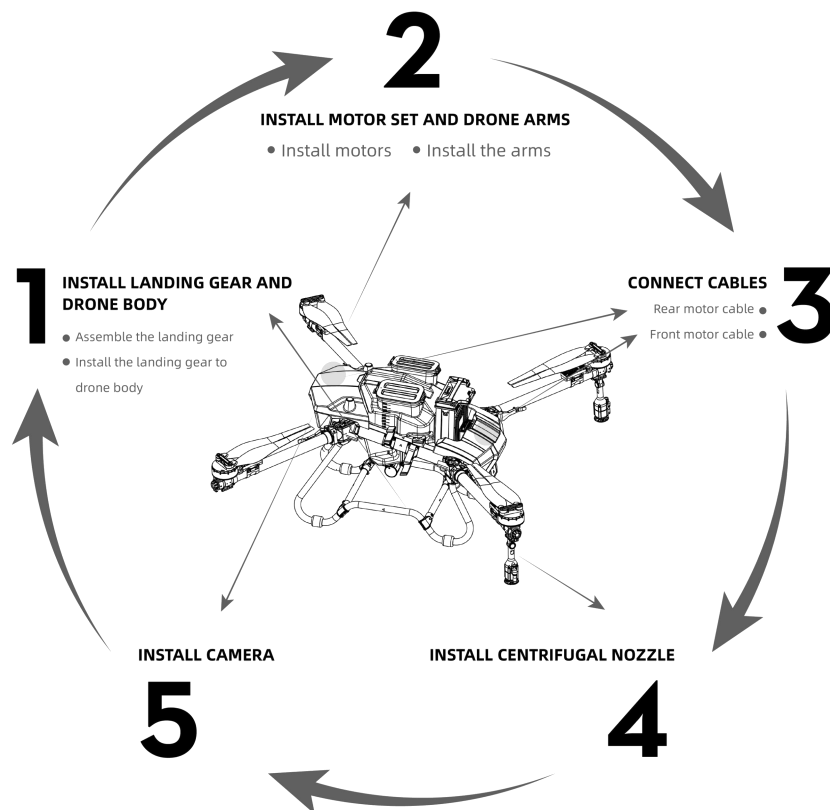 2
INSTALL MOTOR SET AND DRONE ARMS
● Install motors ● Install the arms
1
INSTALL LANDING GEAR AND
DRONE BODY
● Assemble the landing gear
● Install the landing gear to
drone body
CONNECT CABLES
Rear motor cable ●
Front motor cable ●
3
INSTALL CENTRIFUGAL NOZZLE
4
INSTALL CAMERA
5